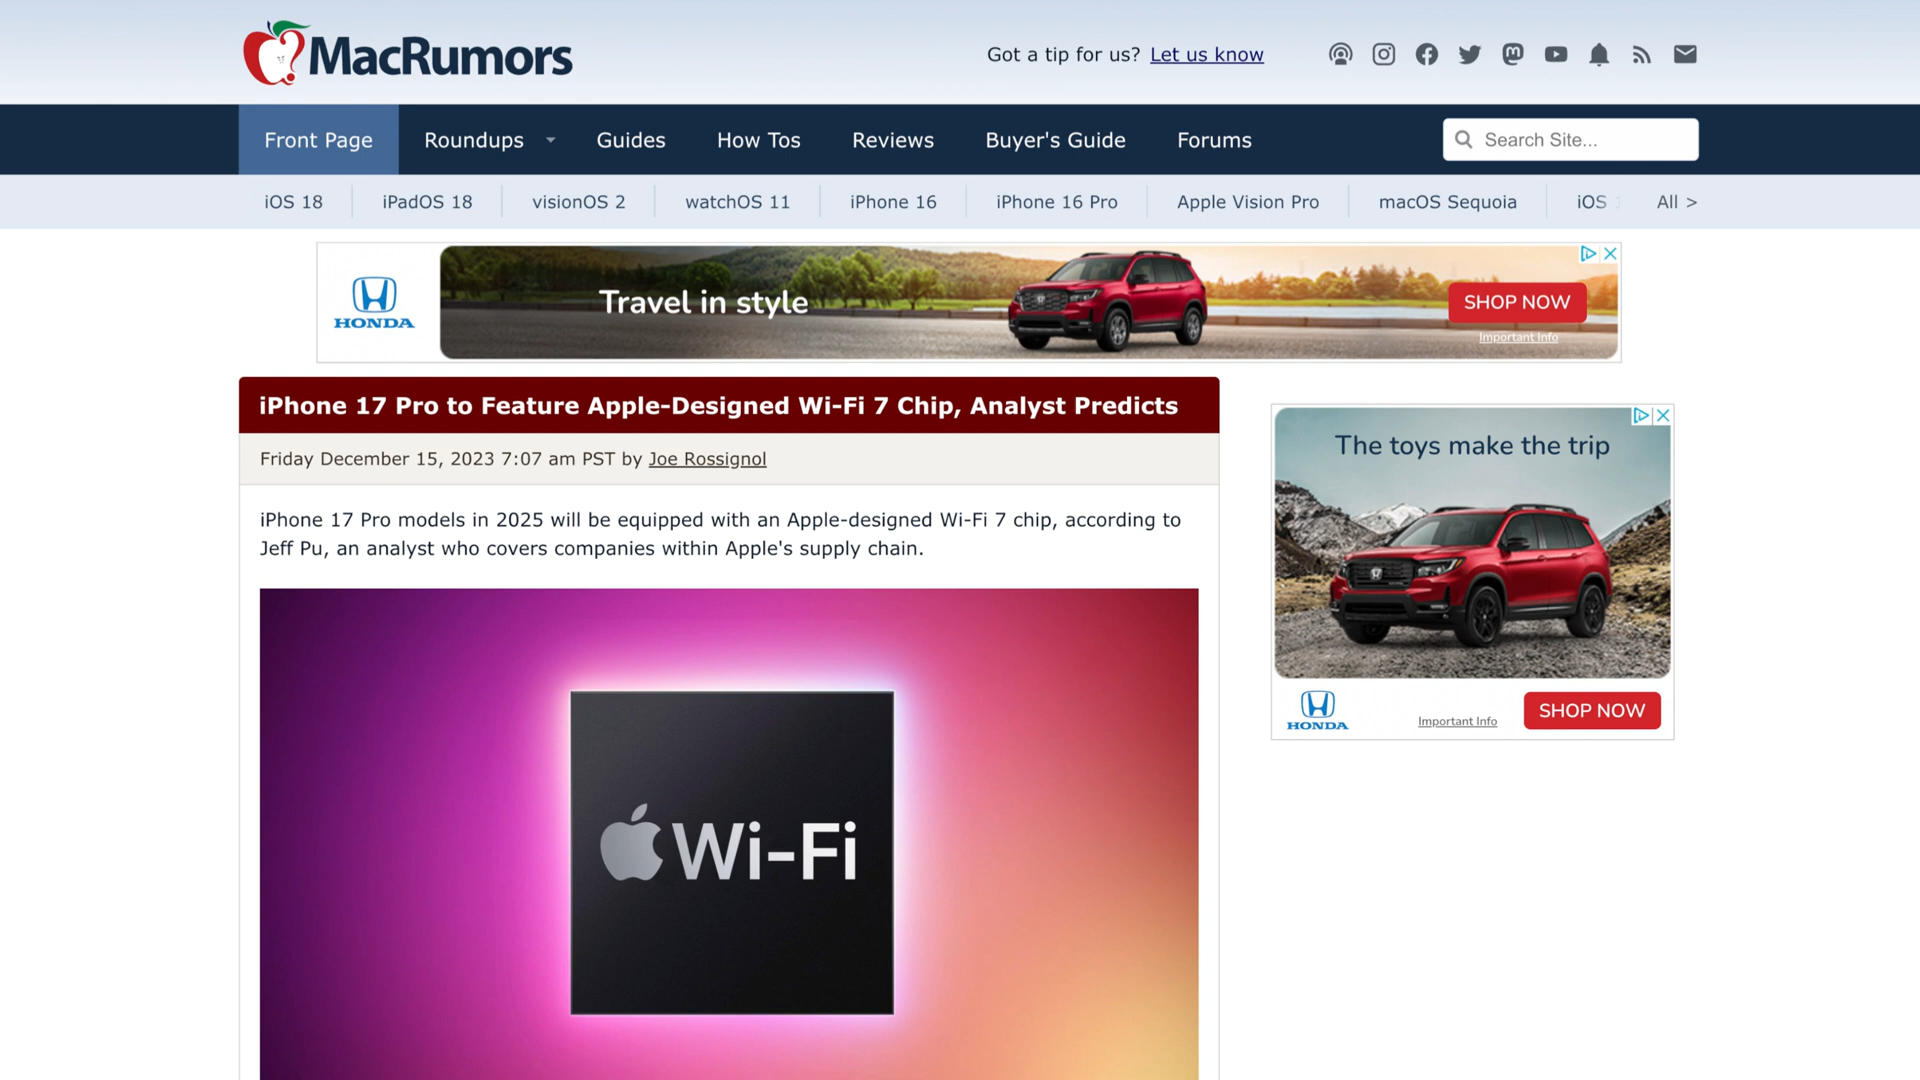 MacRumors
Got a tip for us? Let us know
Front Page
Roundups
Guides
How Tos
Reviews
Buyer's Guide
Forums
Search Site...
iOS 18
iPadOS 18
visionOS 2
watchOS 11
iPhone 16
iPhone 16 Pro
Apple Vision Pro
macOS Sequoia
iOS
All >
HONDA
Travel in style
SHOP NOW
Important Info
iPhone 17 Pro to Feature Apple-Designed Wi-Fi 7 Chip, Analyst Predicts
Friday December 15, 2023 7:07 am PST by Joe Rossignol
iPhone 17 Pro models in 2025 will be equipped with an Apple-designed Wi-Fi 7 chip, according to
Jeff Pu, an analyst who covers companies within Apple's supply chain.
Wi-Fi
The toys make the trip
HONDA
Important Info
SHOP NOW